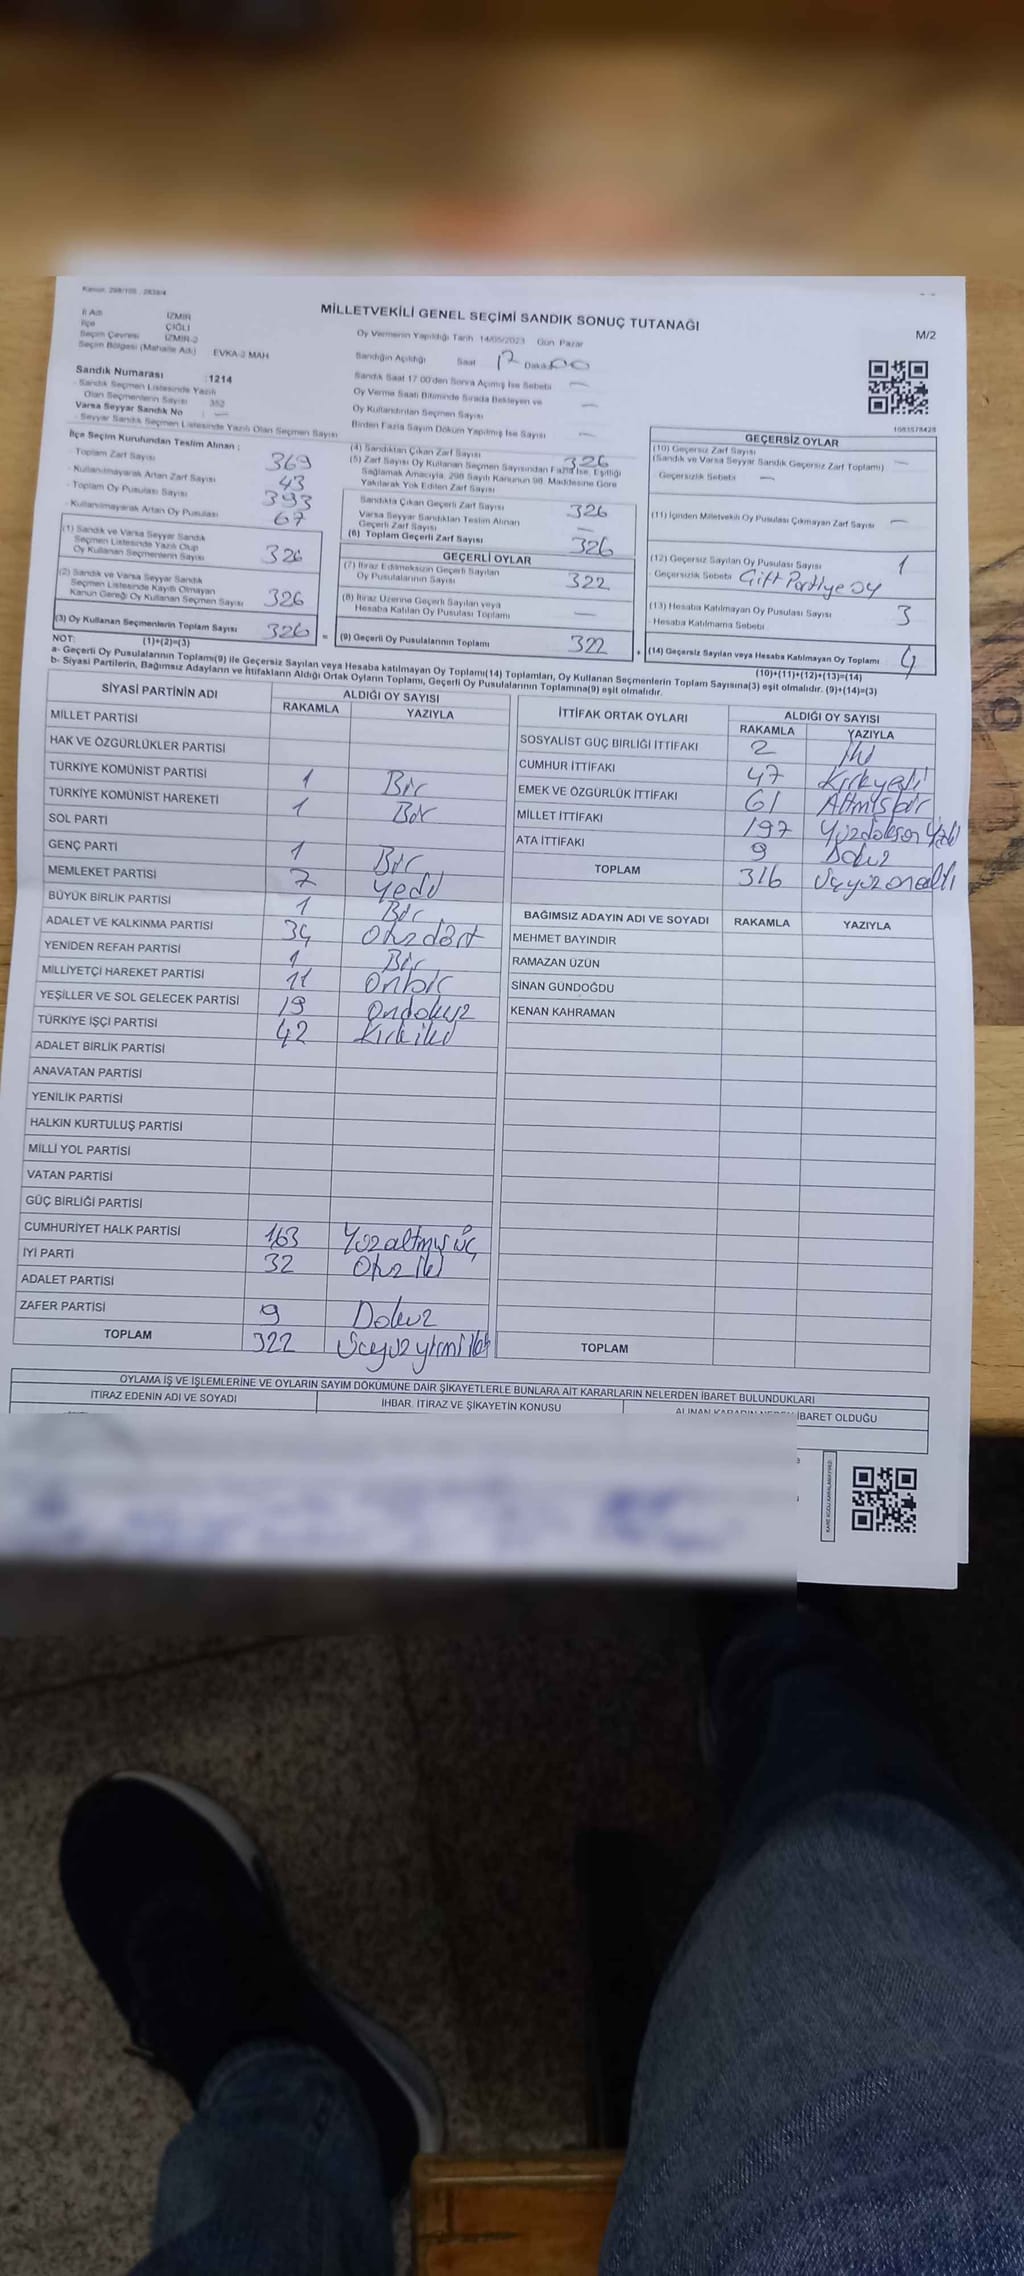 MİLLETVEKİLİ GENEL SEÇİMİ SANDIK SONUÇ TUTANAĞI
M/2
İl Adı İZMİR
İlçe ÇİĞLİ
Seçim Çevresi İZMİR-2
Seçim Bölgesi (Mahalle Adı) EVKA-2 MAH
Sandık Numarası : 1214
Sandık Seçmen Listesinde Yazılı
Olan Seçmenlerin Sayısı 352
Varsa Seyyar Sandık No : —
Seyyar Sandık Seçmen Listesinde Yazılı Olan Seçmen Sayısı
Oy Vermenin Yapıldığı Tarih 14/05/2023 Gün Pazar
Sandığın Açıldığı Saat 17 Dakika 00
Sandık Saat 17.00'den Sonra Açılmış İse Sebebi —
Oy Verme Saati Bitiminde Sırada Bekleyen ve
Oy Kullandırılan Seçmen Sayısı —
Birden Fazla Sayım Döküm Yapılmış İse Sayısı —
1083578428
İlçe Seçim Kurulundan Teslim Alınan :
- Toplam Zarf Sayısı 369
- Kullanılmayarak Artan Zarf Sayısı 43
- Toplam Oy Pusulası Sayısı 393
- Kullanılmayarak Artan Oy Pusulası 67
(1) Sandık ve Varsa Seyyar Sandık
Seçmen Listesinde Yazılı Olup
Oy Kullanan Seçmenlerin Sayısı 326
(2) Sandık ve Varsa Seyyar Sandık
Seçmen Listesinde Kayıtlı Olmayan
Kanun Gereği Oy Kullanan Seçmen Sayısı 326
(3) Oy Kullanan Seçmenlerin Toplam Sayısı 326
(1)+(2)=(3)
(4) Sandıktan Çıkan Zarf Sayısı 326
(5) Zarf Sayısı Oy Kullanan Seçmen Sayısından Fazla İse, Eşitliği
Sağlamak Amacıyla, 298 Sayılı Kanunun 98. Maddesine Göre
Yakılarak Yok Edilen Zarf Sayısı
Sandıkta Çıkan Geçerli Zarf Sayısı 326
Varsa Seyyar Sandıktan Teslim Alınan
Geçerli Zarf Sayısı —
(6) Toplam Geçerli Zarf Sayısı 326
GEÇERLİ OYLAR
(7) İtiraz Edilmeksizin Geçerli Sayılan
Oy Pusulalarının Sayısı 322
(8) İtiraz Üzerine Geçerli Sayılan veya
Hesaba Katılan Oy Pusulası Toplamı —
= (9) Geçerli Oy Pusulalarının Toplamı 322
GEÇERSİZ OYLAR
(10) Geçersiz Zarf Sayısı —
(Sandık ve Varsa Seyyar Sandık Geçersiz Zarf Toplamı)
Geçersizlik Sebebi —
(11) İçinden Milletvekili Oy Pusulası Çıkmayan Zarf Sayısı —
(12) Geçersiz Sayılan Oy Pusulası Sayısı 1
Geçersizlik Sebebi Çift Partiye oy
(13) Hesaba Katılmayan Oy Pusulası Sayısı 3
- Hesaba Katılmama Sebebi
+ (14) Geçersiz Sayılan veya Hesaba Katılmayan Oy Toplamı 4
(10)+(11)+(12)+(13)=(14)
NOT:
a- Geçerli Oy Pusulalarının Toplamı(9) ile Geçersiz Sayılan veya Hesaba katılmayan Oy Toplamı(14) Toplamları, Oy Kullanan Seçmenlerin Toplam Sayısına(3) eşit olmalıdır. (9)+(14)=(3)
b- Siyasi Partilerin, Bağımsız Adayların ve İttifakların Aldığı Ortak Oyların Toplamı, Geçerli Oy Pusulalarının Toplamına(9) eşit olmalıdır.
SİYASİ PARTİNİN ADI ALDIĞI OY SAYISI
RAKAMLA YAZIYLA
MİLLET PARTİSİ
HAK VE ÖZGÜRLÜKLER PARTİSİ
TÜRKİYE KOMÜNİST PARTİSİ 1 Bir
TÜRKİYE KOMÜNİST HAREKETİ 1 Bir
SOL PARTİ
GENÇ PARTİ 1 Bir
MEMLEKET PARTİSİ 7 yedi
BÜYÜK BİRLİK PARTİSİ 1 Bir
ADALET VE KALKINMA PARTİSİ 34 Otuzdört
YENİDEN REFAH PARTİSİ 1 Bir
MİLLİYETÇİ HAREKET PARTİSİ 11 Onbir
YEŞİLLER VE SOL GELECEK PARTİSİ 19 Ondokuz
TÜRKİYE İŞÇİ PARTİSİ 42 Kırkiki
ADALET BİRLİK PARTİSİ
ANAVATAN PARTİSİ
YENİLİK PARTİSİ
HALKIN KURTULUŞ PARTİSİ
MİLLİ YOL PARTİSİ
VATAN PARTİSİ
GÜÇ BİRLİĞİ PARTİSİ
CUMHURİYET HALK PARTİSİ 163 Yüzaltmış üç
İYİ PARTİ 32 Otuz iki
ADALET PARTİSİ
ZAFER PARTİSİ 9 Dokuz
TOPLAM 322 Üçyüz yirmi iki
İTTİFAK ORTAK OYLARI ALDIĞI OY SAYISI
RAKAMLA YAZIYLA
SOSYALİST GÜÇ BİRLİĞİ İTTİFAKI 2 İki
CUMHUR İTTİFAKI 47 Kırkyedi
EMEK VE ÖZGÜRLÜK İTTİFAKI 61 Altmışbir
MİLLET İTTİFAKI 197 Yüzdoksan Yedi
ATA İTTİFAKI 9 Dokuz
TOPLAM 316 Üçyüzonaltı
BAĞIMSIZ ADAYIN ADI VE SOYADI RAKAMLA YAZIYLA
MEHMET BAYINDIR
RAMAZAN ÜZÜN
SİNAN GÜNDOĞDU
KENAN KAHRAMAN
TOPLAM
OYLAMA İŞ VE İŞLEMLERİNE VE OYLARIN SAYIM DÖKÜMÜNE DAİR ŞİKAYETLERLE BUNLARA AİT KARARLARIN NELERDEN İBARET BULUNDUKLARI
İTİRAZ EDENİN ADI VE SOYADI İHBAR, İTİRAZ VE ŞİKAYETİN KONUSU ALINAN KARARIN NEDEN İBARET OLDUĞU